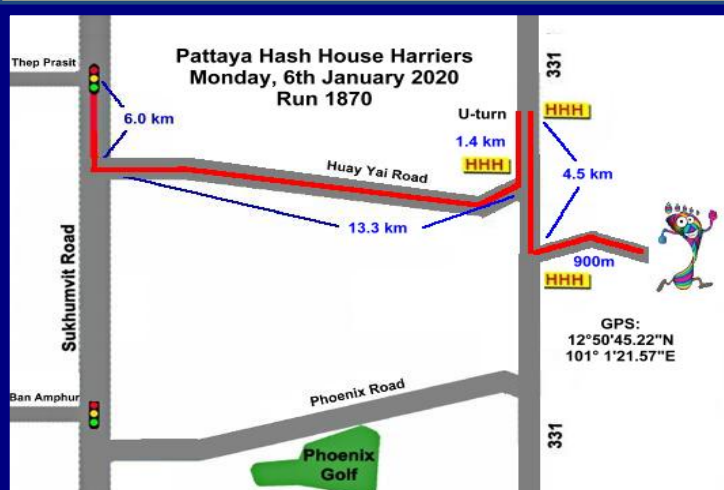 Pattaya Hash House Harriers
Monday, 6th January 2020
Run 1870
Thep Prasit
6.0 km
331
U-turn
HHH
1.4 km
HHH
Huay Yai Road
4.5 km
13.3 km
900m
HHH
Sukhumvit Road
GPS:
12°50'45.22"N
101° 1'21.57"E
Ban Amphur
Phoenix Road
331
Phoenix
Golf